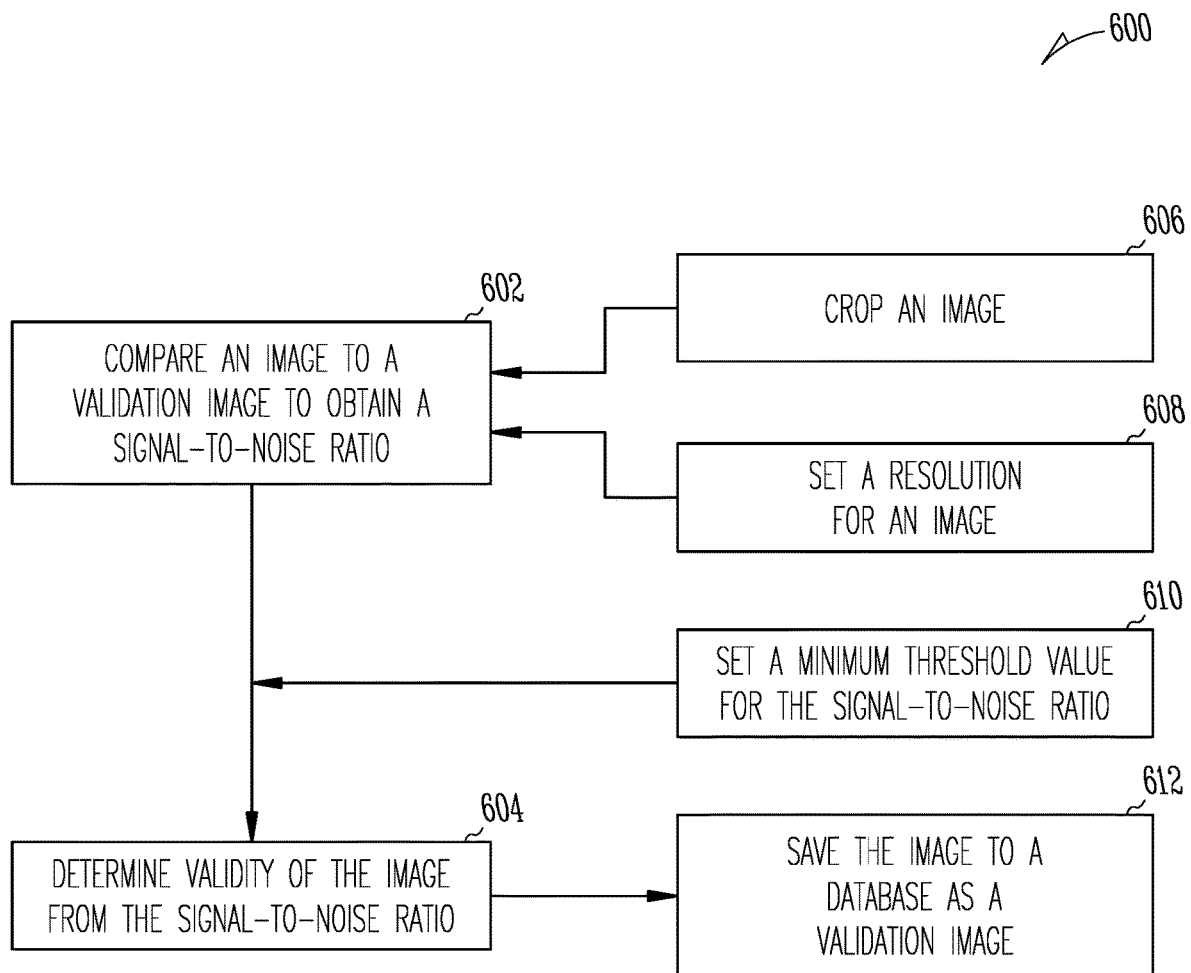 600
606
CROP AN IMAGE
602
COMPARE AN IMAGE TO A
VALIDATION IMAGE TO OBTAIN A
SIGNAL-TO-NOISE RATIO
608
SET A RESOLUTION
FOR AN IMAGE
610
SET A MINIMUM THRESHOLD VALUE
FOR THE SIGNAL-TO-NOISE RATIO
604
DETERMINE VALIDITY OF THE IMAGE
FROM THE SIGNAL-TO-NOISE RATIO
612
SAVE THE IMAGE TO A
DATABASE AS A
VALIDATION IMAGE